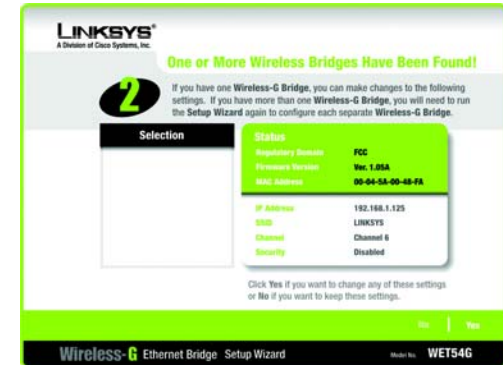 LINKSYS®
A Division of Cisco Systems, Inc.
One or More Wireless Bridges Have Been Found!
2
If you have one Wireless-G Bridge, you can make changes to the following
settings. If you have more than one Wireless-G Bridge, you will need to run
the Setup Wizard again to configure each separate Wireless-G Bridge.
Selection
Status
Regulatory Domain FCC
Firmware Version Ver. 1.05A
MAC Address 00-04-5A-00-48-FA
IP Address 192.168.1.125
SSID LINKSYS
Channel Channel 6
Security Disabled
Click Yes if you want to change any of these settings
or No if you want to keep these settings.
No | Yes
Wireless-G Ethernet Bridge Setup Wizard Model No. WET54G